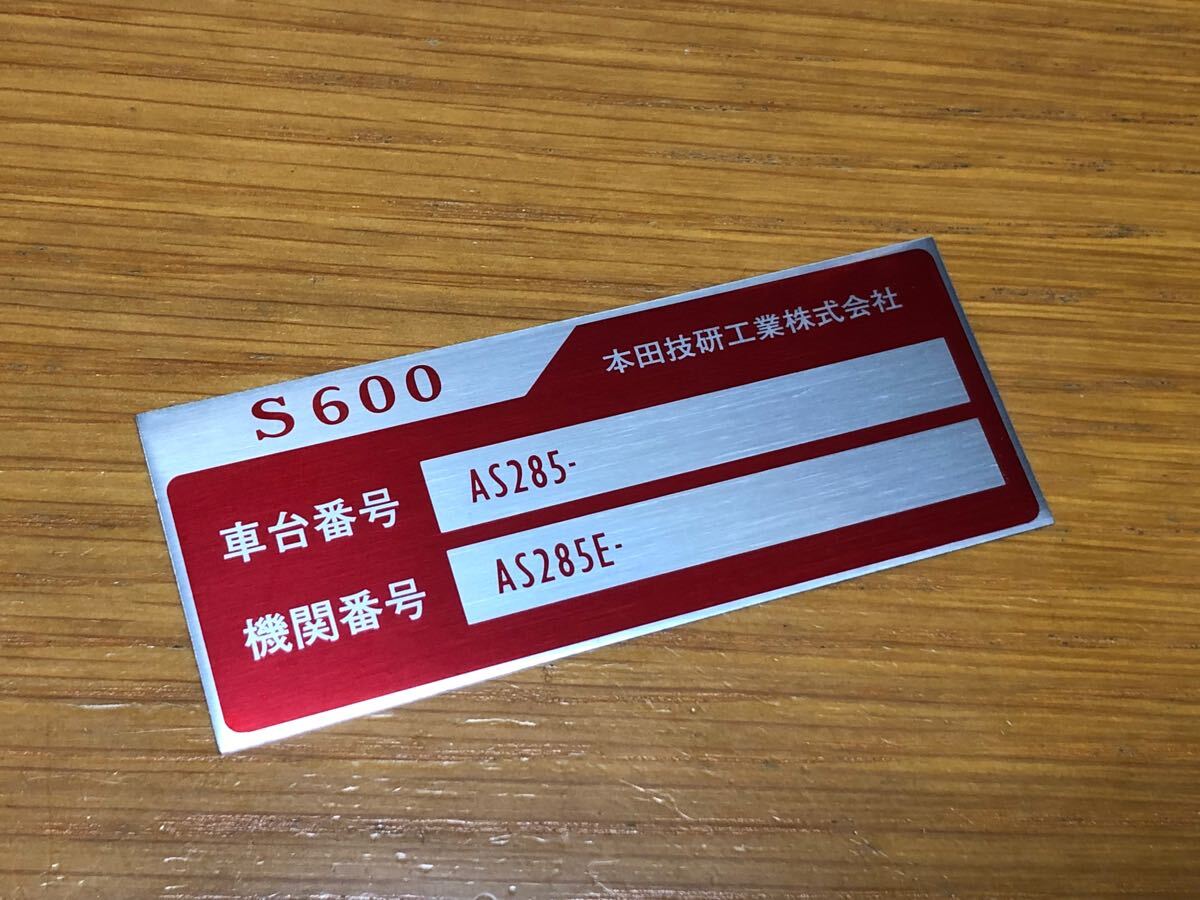 S600
本田技研工業株式会社
車台番号 AS285-
機関番号 AS285E-